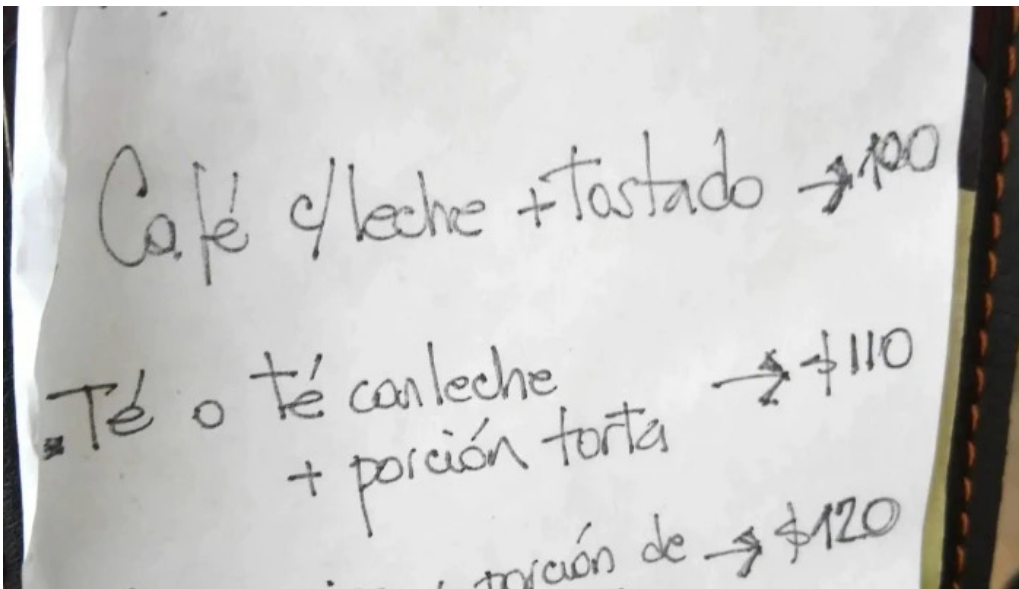 Café c/leche + Tostado → 100
Té o té con leche → $110
+ porción torta
porción de → $120